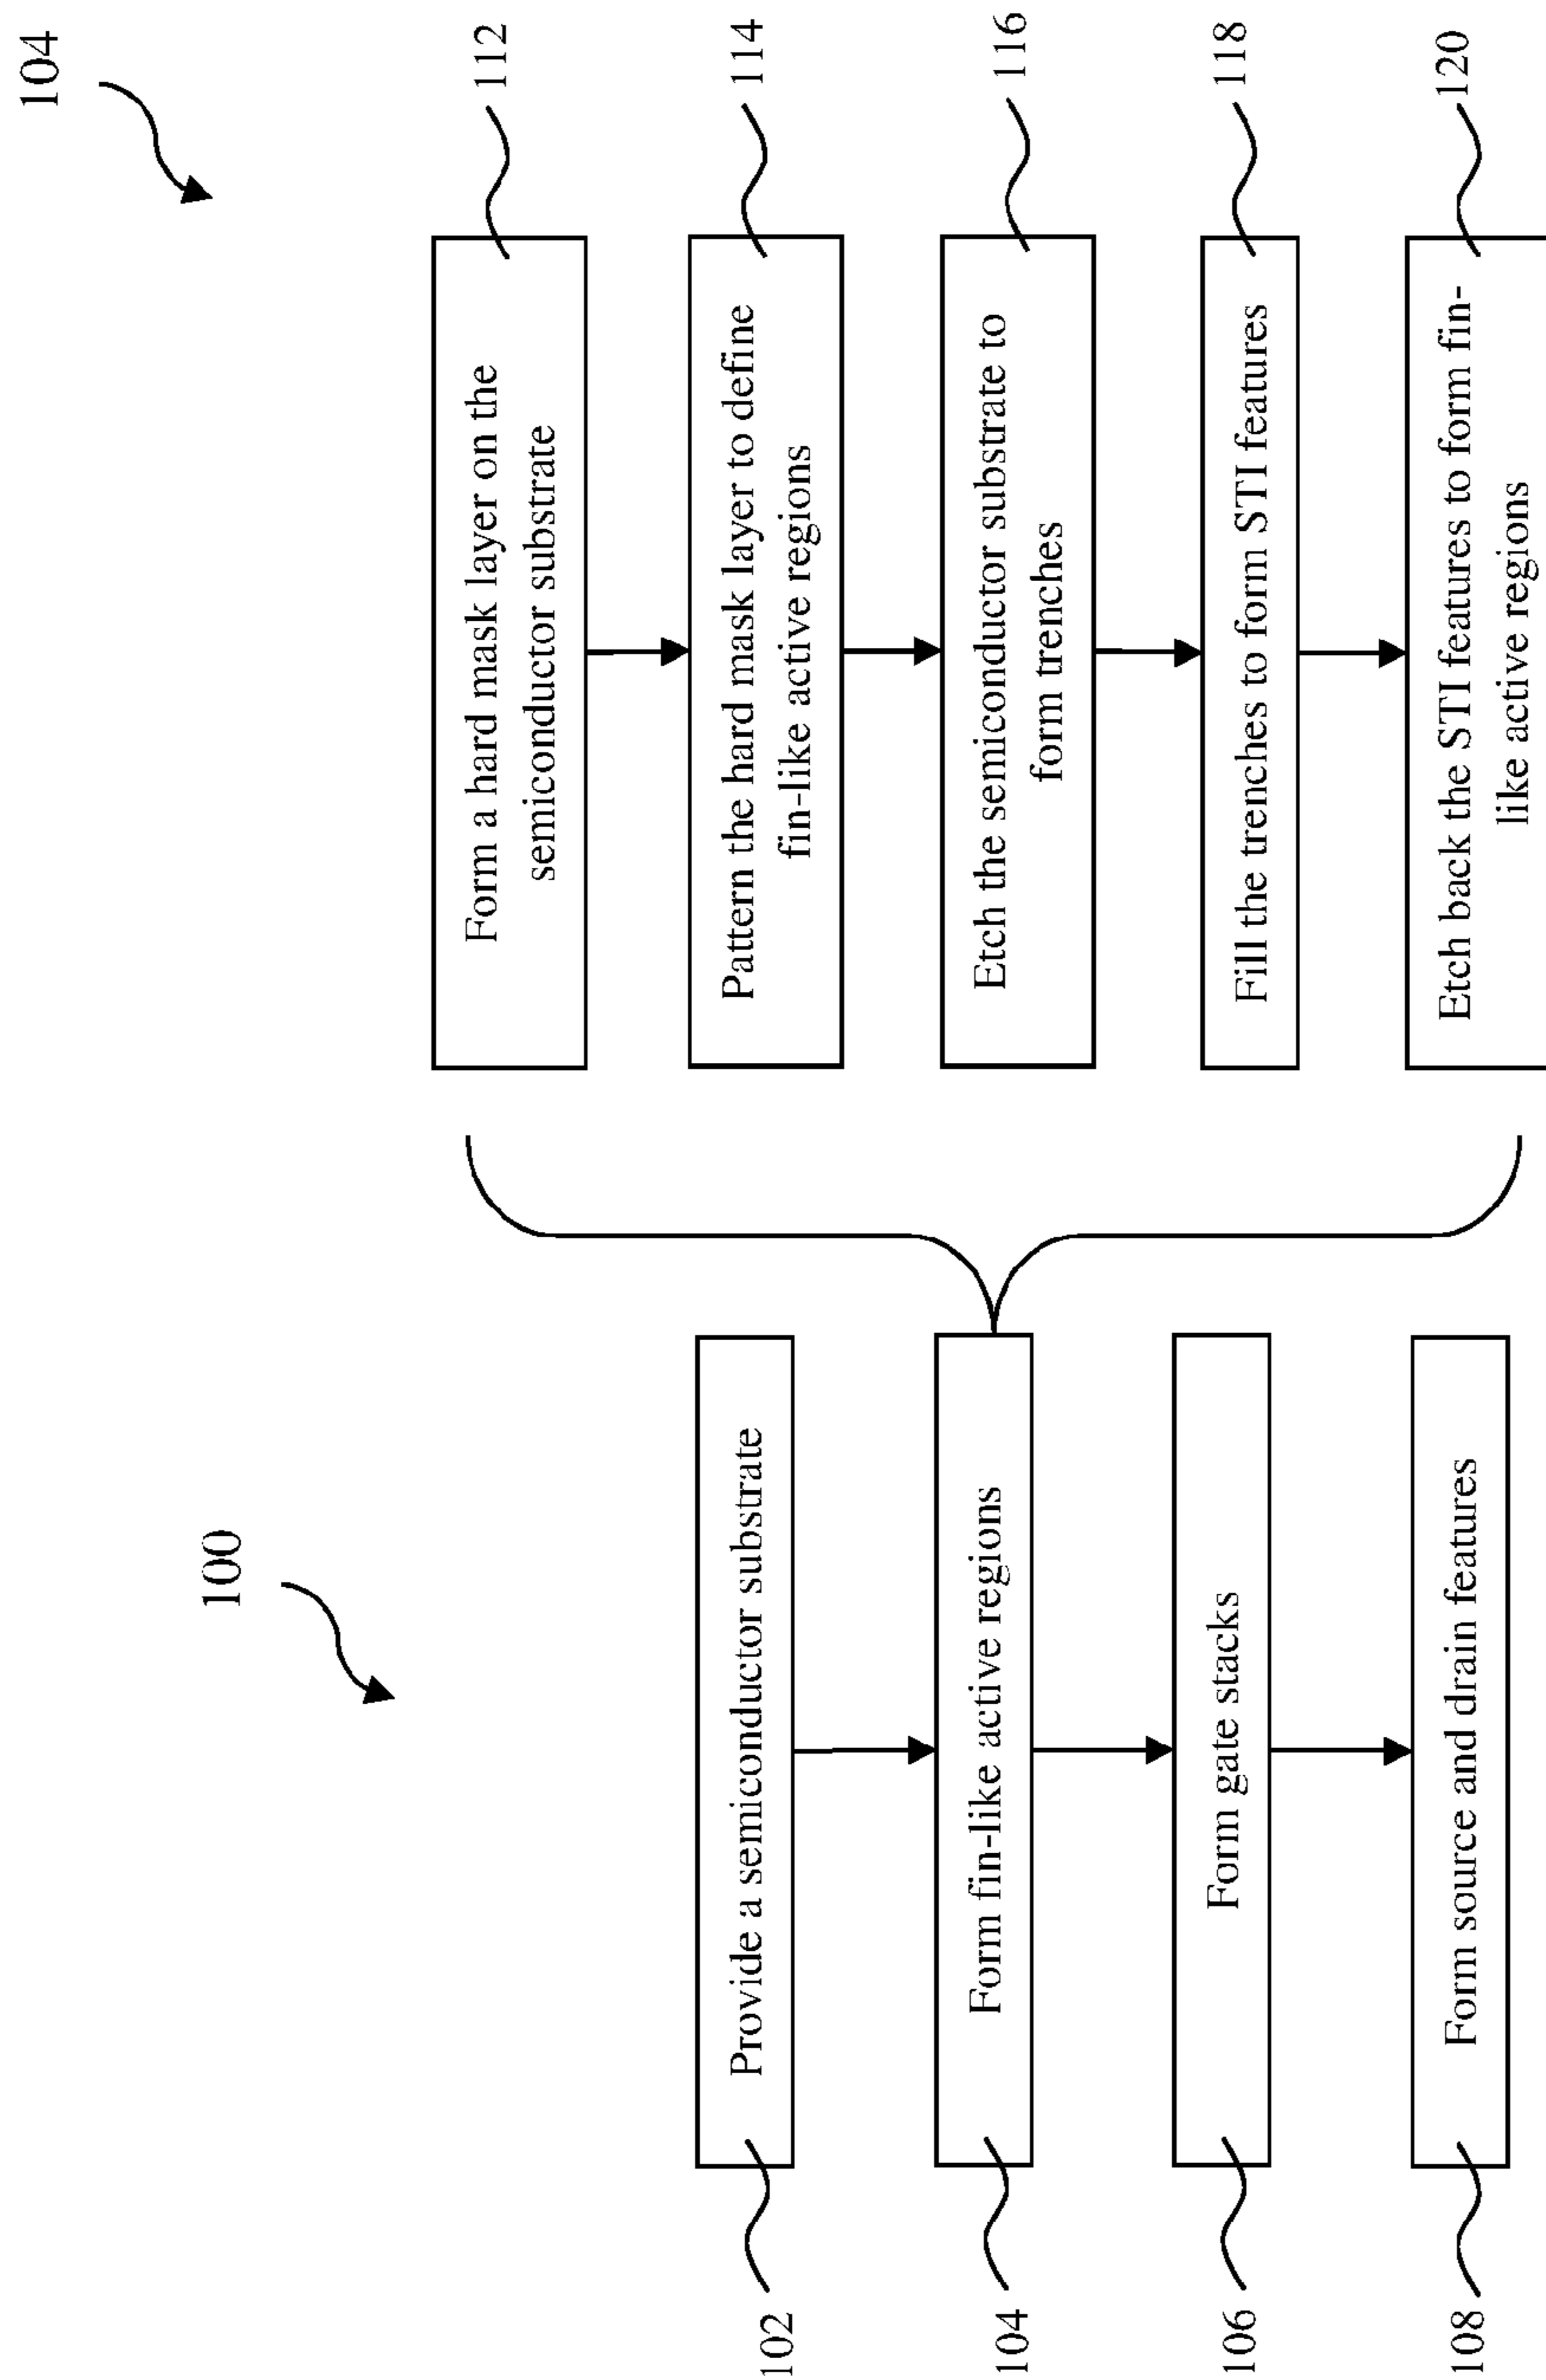 100
102
Provide a semiconductor substrate
104
Form fin-like active regions
106
Form gate stacks
108
Form source and drain features
104
Form a hard mask layer on the
semiconductor substrate
112
Pattern the hard mask layer to define
fin-like active regions
114
Etch the semiconductor substrate to
form trenches
116
Fill the trenches to form STI features
118
Etch back the STI features to form fin-
like active regions
120